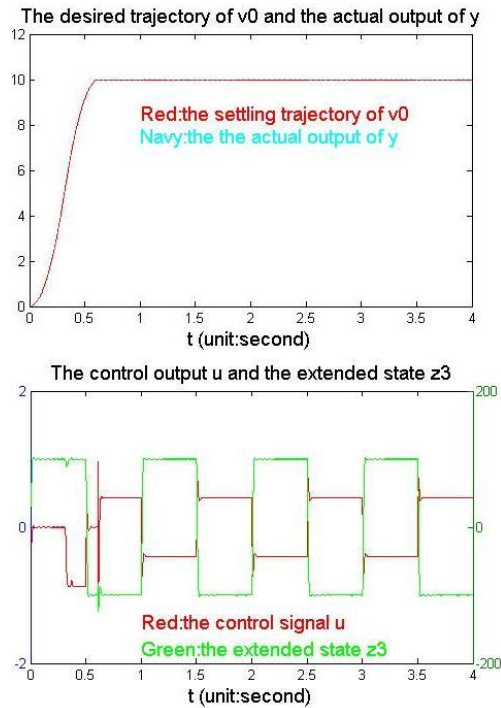 The desired trajectory of v0 and the actual output of y
12
10
8
6
4
2
0
Red:the settling trajectory of v0
Navy:the the actual output of y
0 0.5 1 1.5 2 2.5 3 3.5 4
t (unit:second)
The control output u and the extended state z3
2 200
0 0
-2 -200
Red:the control signal u
Green:the extended state z3
0 0.5 1 1.5 2 2.5 3 3.5 4
t (unit:second)